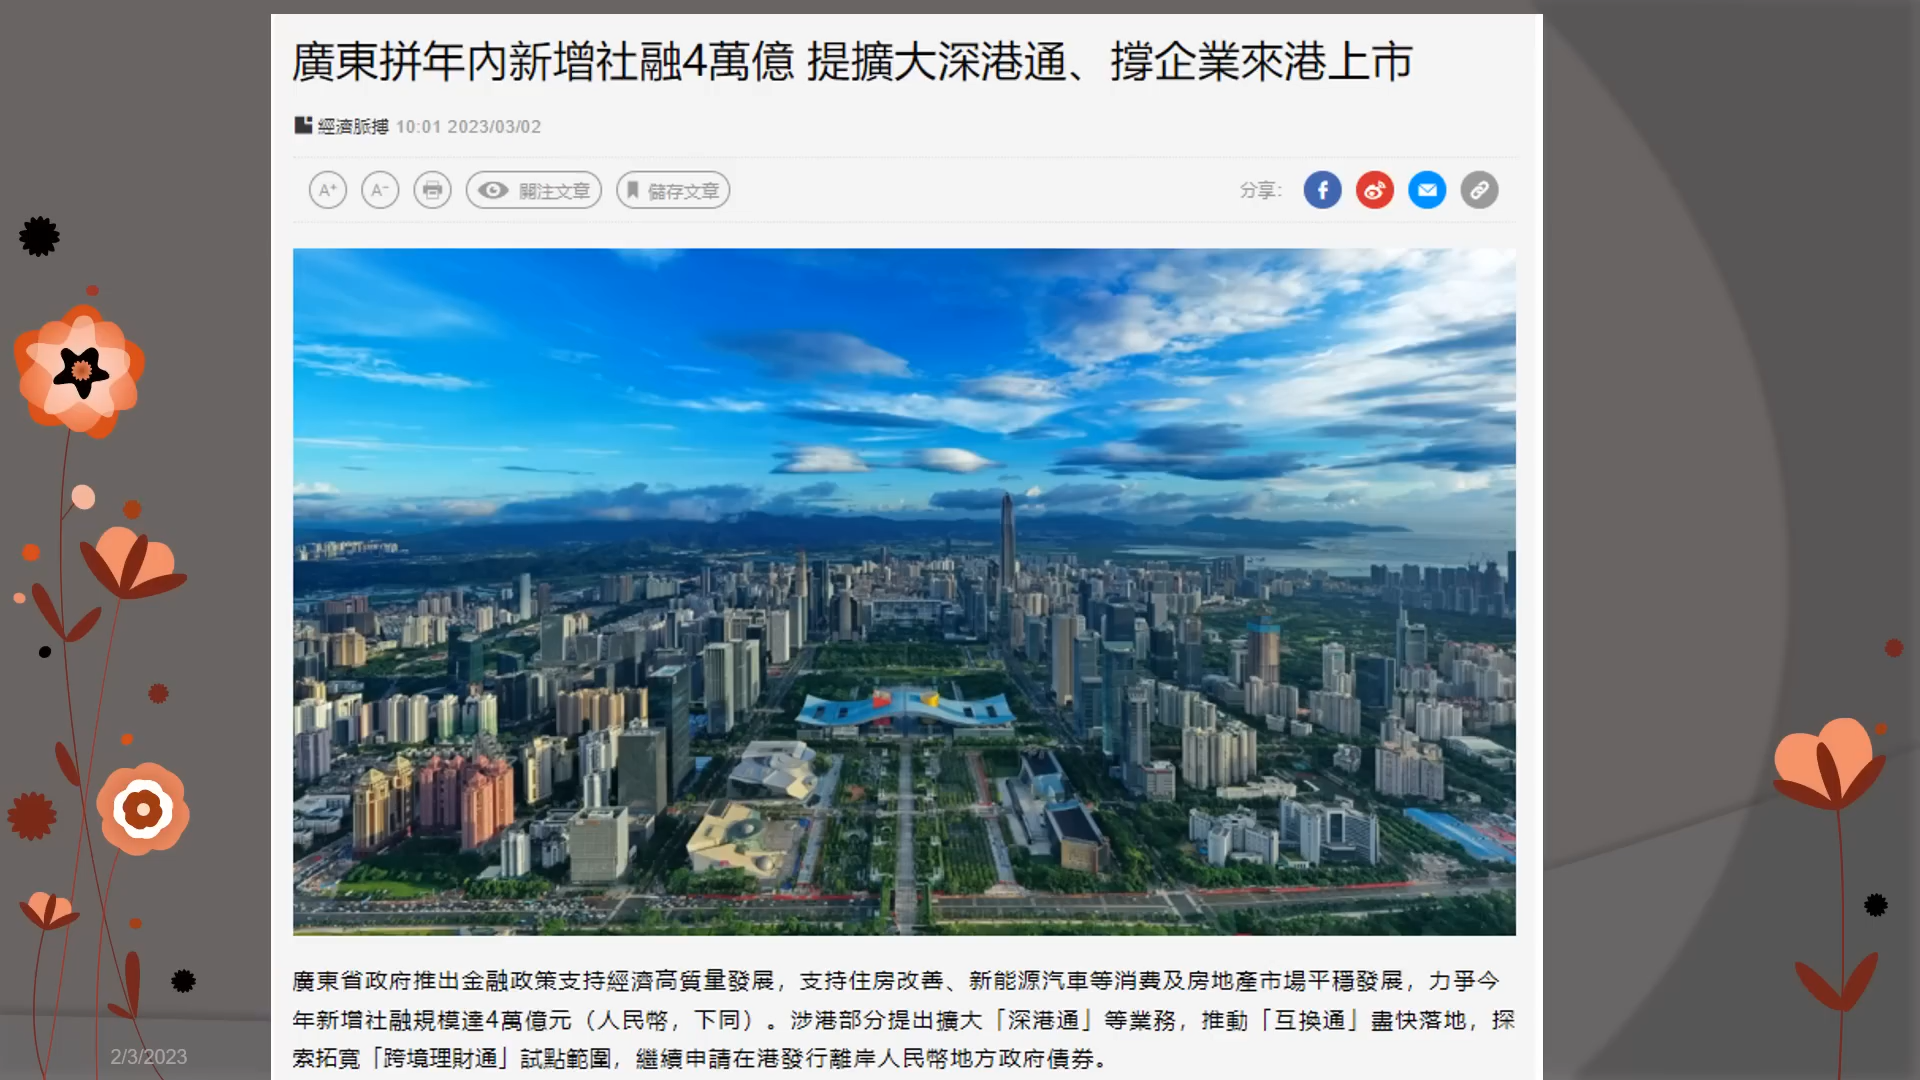 廣東拼年內新增社融4萬億 提擴大深港通、撐企業來港上市
經濟脈搏 10:01 2023/03/02
A+ A- 關注文章 儲存文章 分享:
廣東省政府推出金融政策支持經濟高質量發展，支持住房改善、新能源汽車等消費及房地產市場平穩發展，力爭今
年新增社融規模達4萬億元（人民幣，下同）。涉港部分提出擴大「深港通」等業務，推動「互換通」盡快落地，探
索拓寬「跨境理財通」試點範圍，繼續申請在港發行離岸人民幣地方政府債券。
2/3/2023